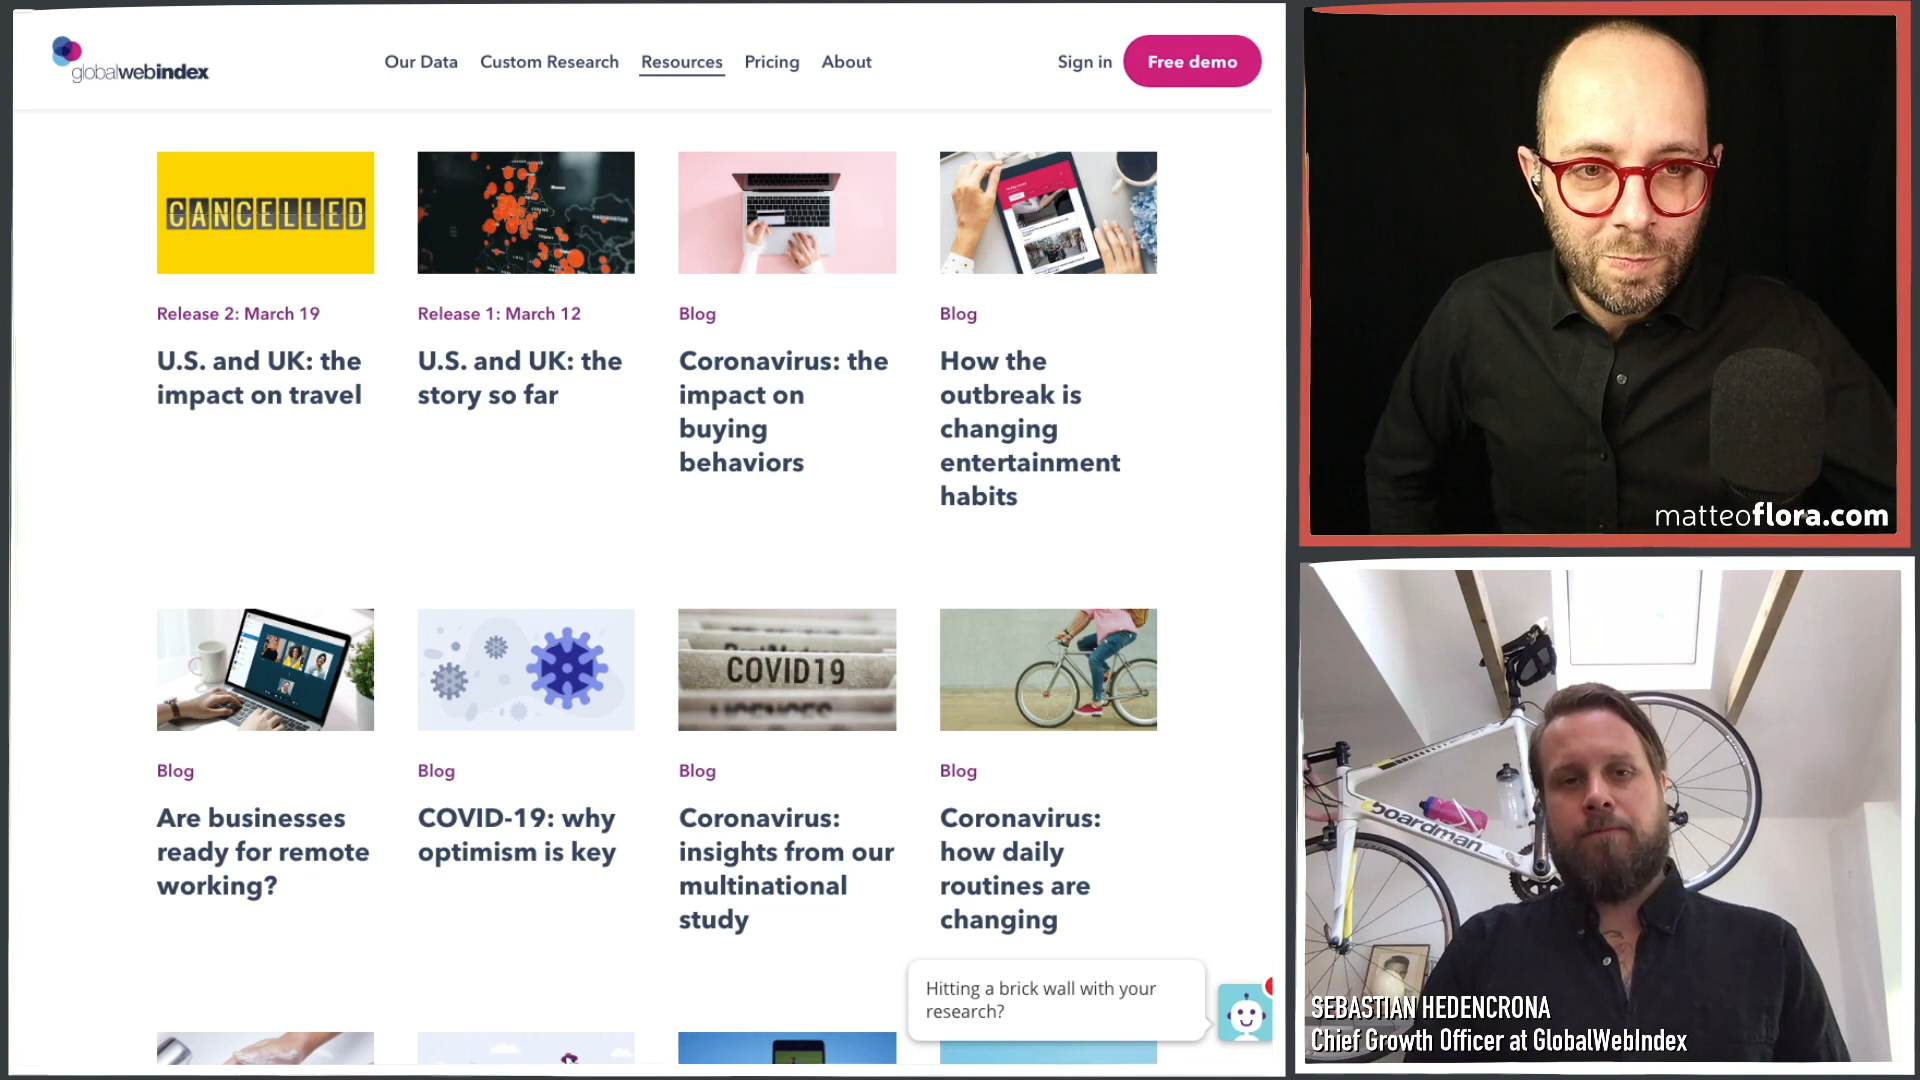 globalwebindex
Our Data Custom Research Resources Pricing About
Sign in Free demo
CANCELLED
Release 2: March 19
U.S. and UK: the
impact on travel
Release 1: March 12
U.S. and UK: the
story so far
Blog
Coronavirus: the
impact on
buying
behaviors
Blog
How the
outbreak is
changing
entertainment
habits
COVID19
Blog
Are businesses
ready for remote
working?
Blog
COVID-19: why
optimism is key
Blog
Coronavirus:
insights from our
multinational
study
Blog
Coronavirus:
how daily
routines are
changing
Hitting a brick wall with your
research?
matteoflora.com
boardman
SEBASTIAN HEDENCRONA
Chief Growth Officer at GlobalWebIndex